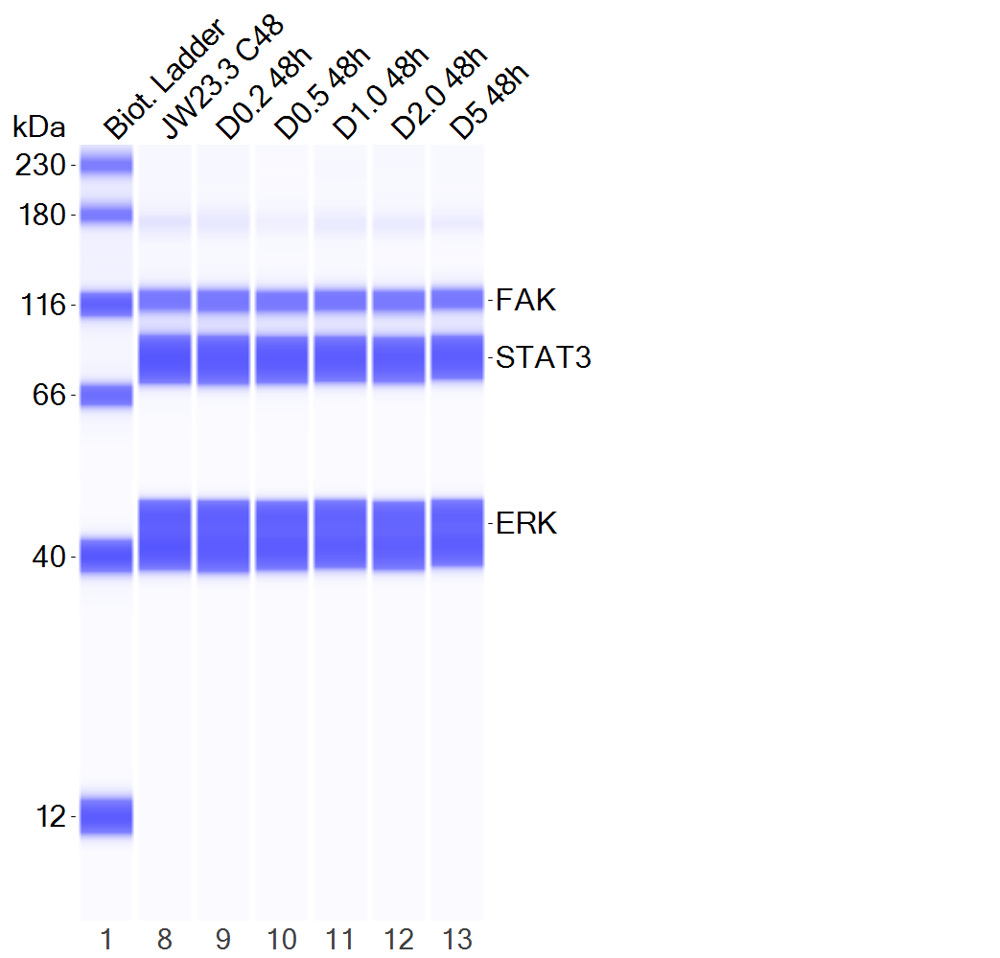 kDa
Biot. Ladder
JW23.3 C48
D0.2 48h
D0.5 48h
D1.0 48h
D2.0 48h
D5 48h
230
180
116
66
40
12
FAK
STAT3
ERK
1 8 9 10 11 12 13